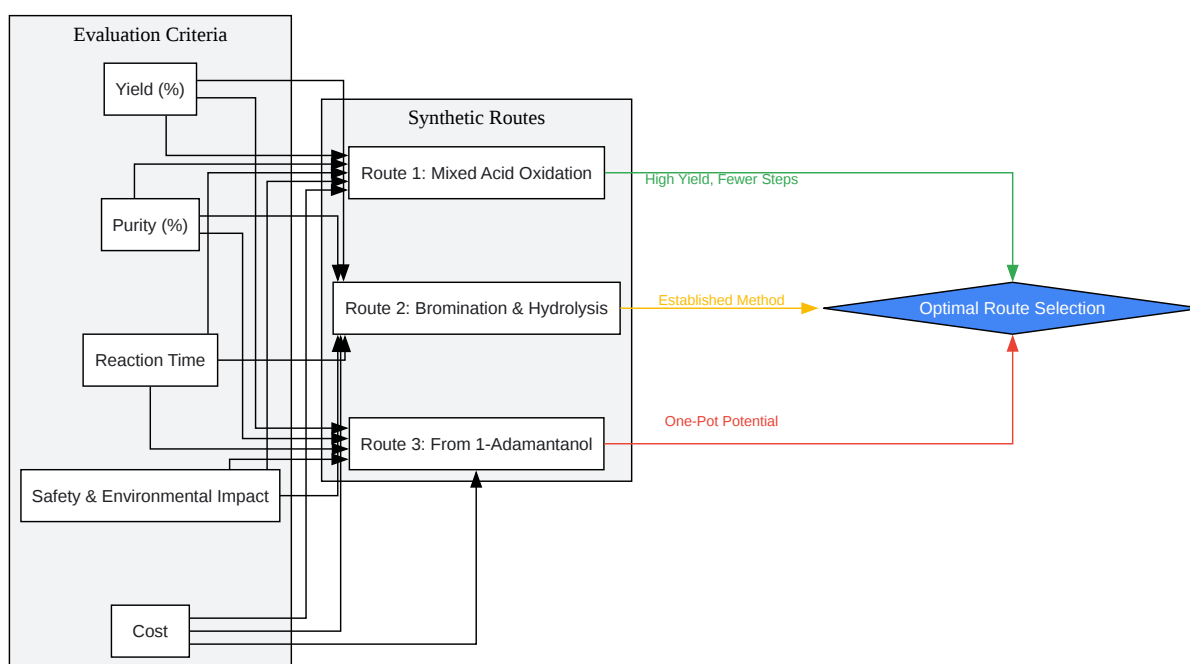 Evaluation Criteria
Yield (%)
Purity (%)
Reaction Time
Safety & Environmental Impact
Cost
Synthetic Routes
Route 1: Mixed Acid Oxidation
Route 2: Bromination & Hydrolysis
Route 3: From 1-Adamantanol
High Yield, Fewer Steps
Established Method
One-Pot Potential
Optimal Route Selection